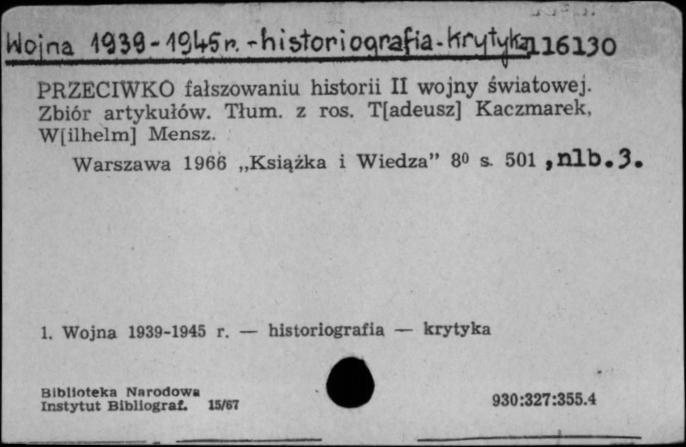 Wojna 1939-1945 r. - historiografia - krytyka 116130
PRZECIWKO fałszowaniu historii II wojny światowej.
Zbiór artykułów. Tłum. z ros. T[adeusz] Kaczmarek,
W[ilhelm] Mensz.
Warszawa 1966 „Książka i Wiedza” 8⁰ s. 501 , nlb. 3.
1. Wojna 1939-1945 r. — historiografia — krytyka
Biblioteka Narodowa
Instytut Bibliograf. 15/67
930:327:355.4